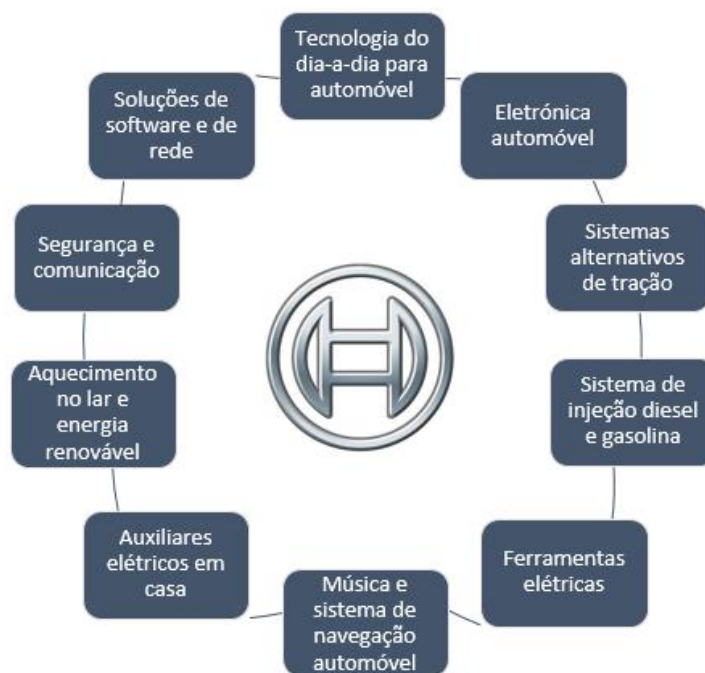 Tecnologia do
dia-a-dia para
automóvel
Eletrónica
automóvel
Sistemas
alternativos
de tração
Sistema de
injeção diesel
e gasolina
Ferramentas
elétricas
Música e
sistema de
navegação
automóvel
Auxiliares
elétricos em
casa
Aquecimento
no lar e
energia
renovável
Segurança e
comunicação
Soluções de
software e de
rede